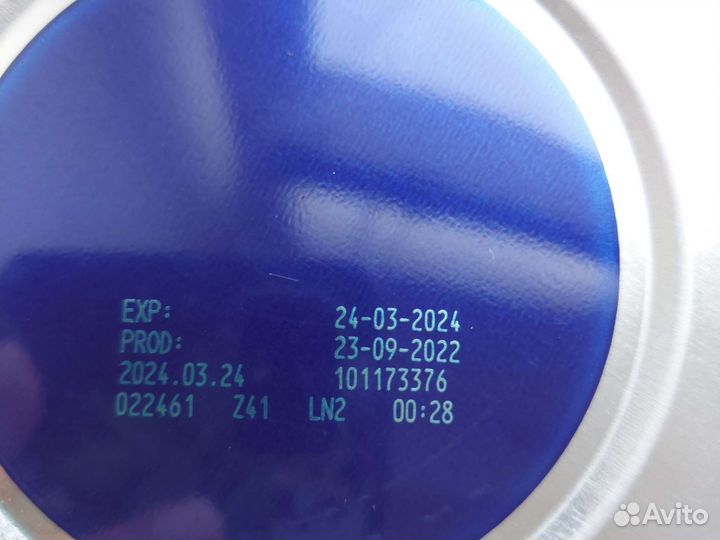 EXP: 24-03-2024
PROD: 23-09-2022
2024.03.24 101173376
022461 Z41 LN2 00:28
Avito